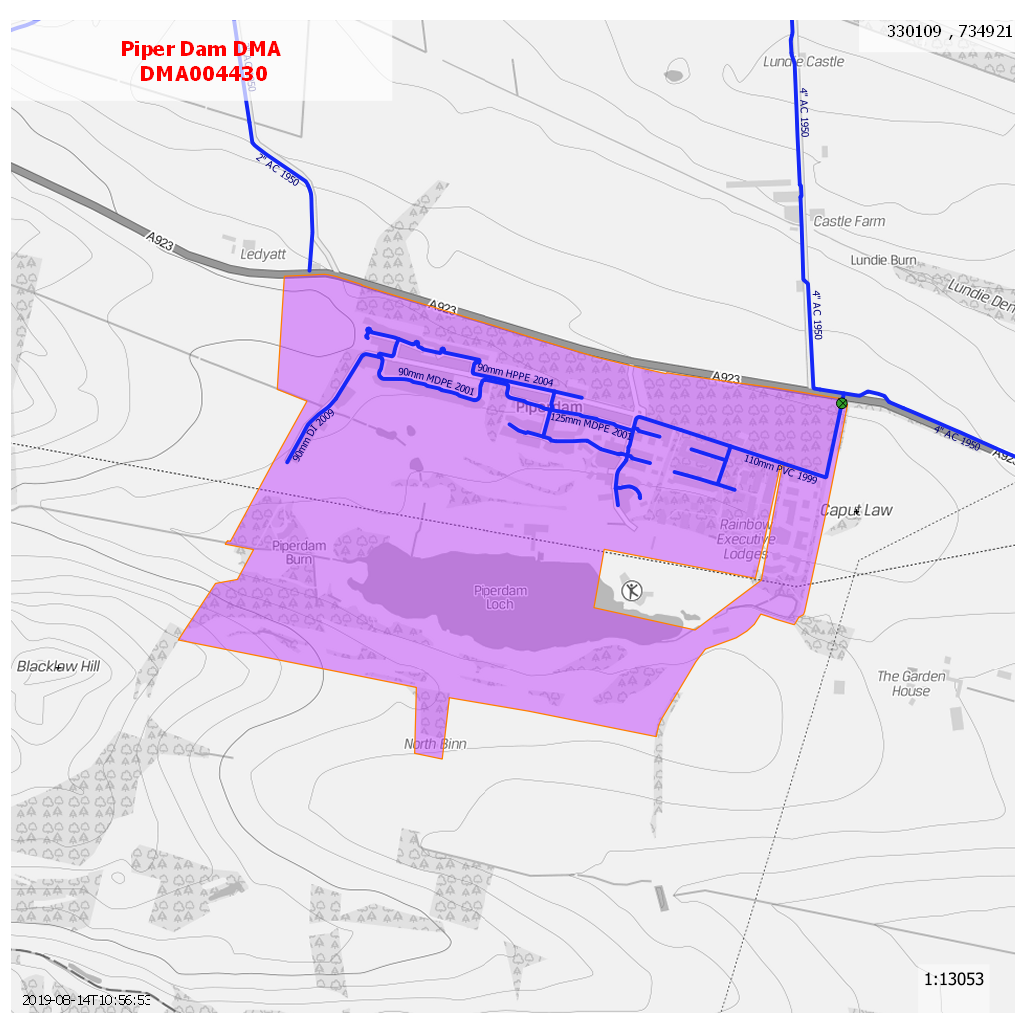 Piper Dam DMA
DMA004430
330109 , 734921
Lundie Castle
4" AC 1950
2" AC 1950
A923
Ledyatt
Castle Farm
Lundie Burn
Lundie Den
4" AC 1950
A923
A923
90mm HPPE 2004
90mm MDPE 2001
Piperdam
125mm MDPE 2001
90mm DI 2009
110mm PVC 1999
4" AC 1950
A923
Caput Law
Rainbow
Executive
Lodges
Piperdam
Burn
Piperdam
Loch
Blacklaw Hill
The Garden
House
North Binn
1:13053
2019-08-14T10:56:53